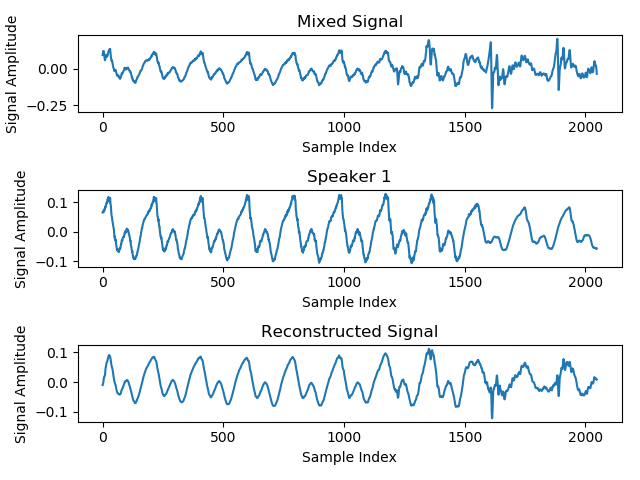 Mixed Signal
Signal Amplitude
0.00
−0.25
0 500 1000 1500 2000
Sample Index
Speaker 1
Signal Amplitude
0.1
0.0
−0.1
0 500 1000 1500 2000
Sample Index
Reconstructed Signal
Signal Amplitude
0.1
0.0
−0.1
0 500 1000 1500 2000
Sample Index